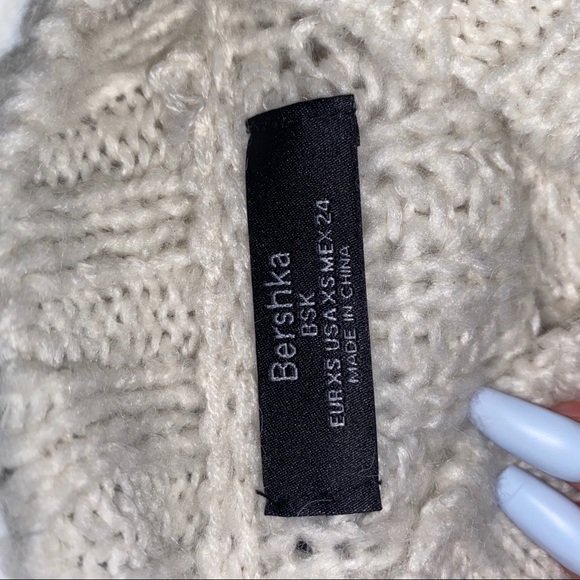 Bershka
BSK
EUR XS USA XS MEX 24
MADE IN CHINA